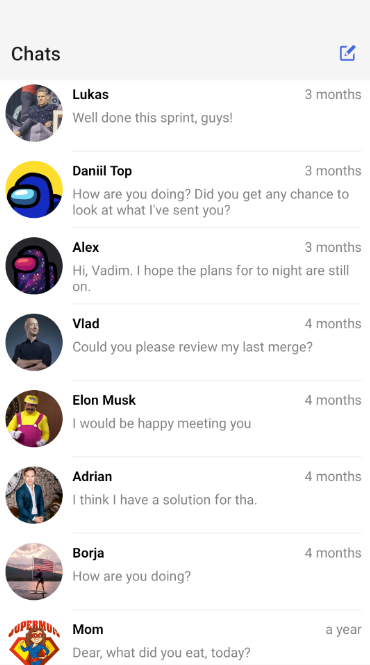 Chats
Lukas 3 months
Well done this sprint, guys!
Daniil Top 3 months
How are you doing? Did you get any chance to
look at what I've sent you?
Alex 3 months
Hi, Vadim. I hope the plans for to night are still
on.
Vlad 4 months
Could you please review my last merge?
Elon Musk 4 months
I would be happy meeting you
Adrian 4 months
I think I have a solution for tha.
Borja 4 months
How are you doing?
SUPERMOM
Mom a year
Dear, what did you eat, today?